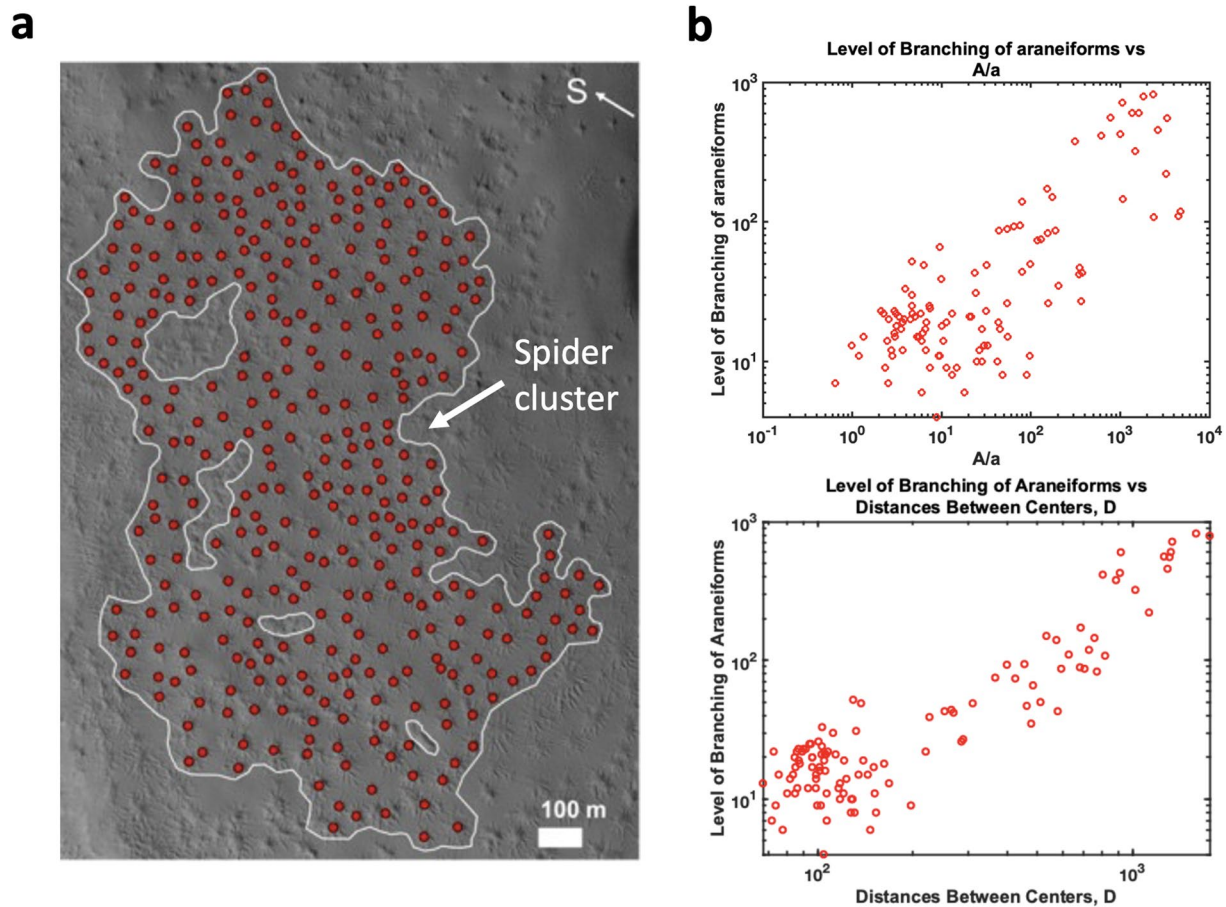 a
S
Spider
cluster
100 m
b
Level of Branching of araneiforms vs
A/a
Level of Branching of araneiforms
10³
10²
10¹
10⁻¹
10⁰
10¹
10²
10³
10⁴
A/a
Level of Branching of Araneiforms vs
Distances Between Centers, D
Level of Branching of Araneiforms
10³
10²
10¹
10²
10³
Distances Between Centers, D